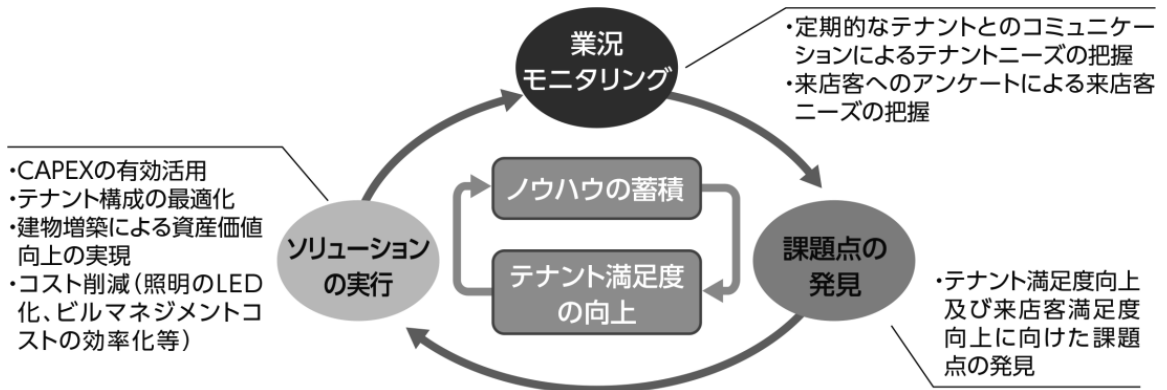 業況
モニタリング
・定期的なテナントとのコミュニケー
ションによるテナントニーズの把握
・来店客へのアンケートによる来店客
ニーズの把握
・CAPEXの有効活用
・テナント構成の最適化
・建物増築による資産価値
向上の実現
・コスト削減（照明のLED
化、ビルマネジメントコ
ストの効率化等）
ソリューション
の実行
ノウハウの蓄積
テナント満足度
の向上
課題点の
発見
・テナント満足度向上
及び来店客満足度
向上に向けた課題
点の発見